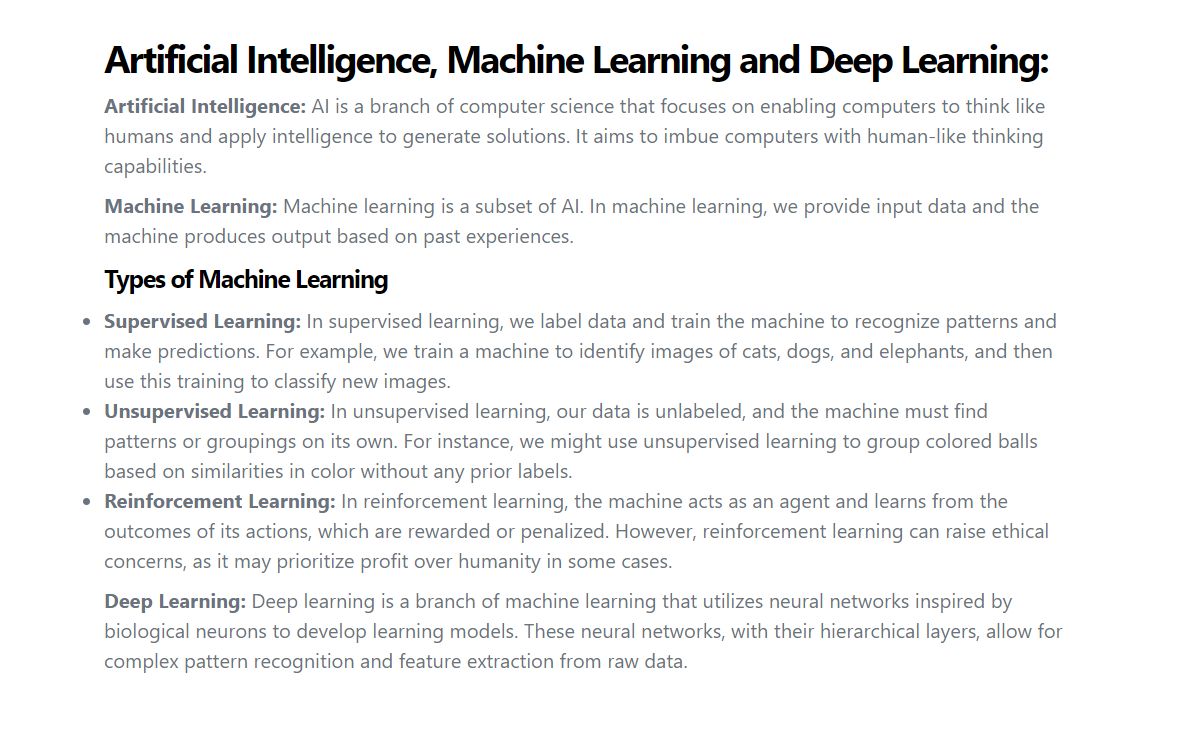 Artificial Intelligence, Machine Learning and Deep Learning:
Artificial Intelligence: AI is a branch of computer science that focuses on enabling computers to think like
humans and apply intelligence to generate solutions. It aims to imbue computers with human-like thinking
capabilities.
Machine Learning: Machine learning is a subset of AI. In machine learning, we provide input data and the
machine produces output based on past experiences.
Types of Machine Learning
• Supervised Learning: In supervised learning, we label data and train the machine to recognize patterns and
make predictions. For example, we train a machine to identify images of cats, dogs, and elephants, and then
use this training to classify new images.
• Unsupervised Learning: In unsupervised learning, our data is unlabeled, and the machine must find
patterns or groupings on its own. For instance, we might use unsupervised learning to group colored balls
based on similarities in color without any prior labels.
• Reinforcement Learning: In reinforcement learning, the machine acts as an agent and learns from the
outcomes of its actions, which are rewarded or penalized. However, reinforcement learning can raise ethical
concerns, as it may prioritize profit over humanity in some cases.
Deep Learning: Deep learning is a branch of machine learning that utilizes neural networks inspired by
biological neurons to develop learning models. These neural networks, with their hierarchical layers, allow for
complex pattern recognition and feature extraction from raw data.